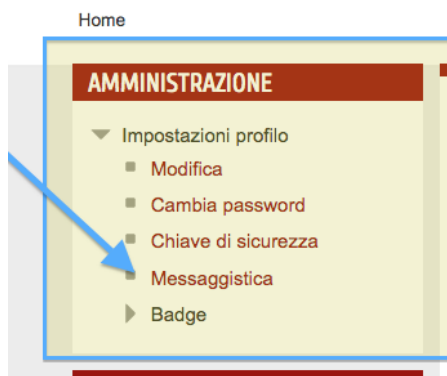 Home
AMMINISTRAZIONE
Impostazioni profilo
Modifica
Cambia password
Chiave di sicurezza
Messaggistica
Badge